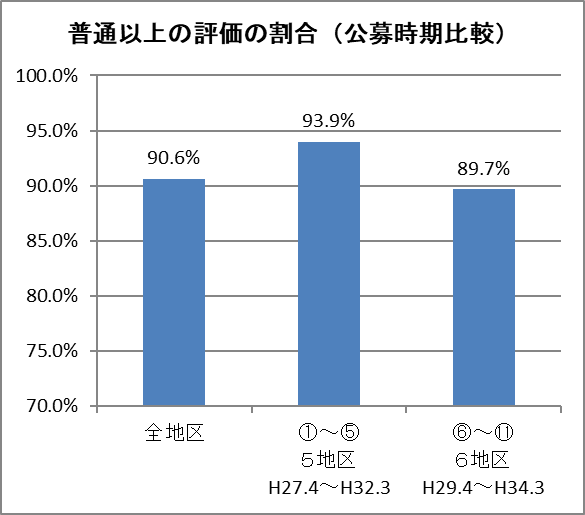 普通以上の評価の割合（公募時期比較）
100.0%
95.0%
90.0%
85.0%
80.0%
75.0%
70.0%
90.6%
93.9%
89.7%
全地区
①～⑤
５地区
H27.4～H32.3
⑥～⑪
６地区
H29.4～H34.3